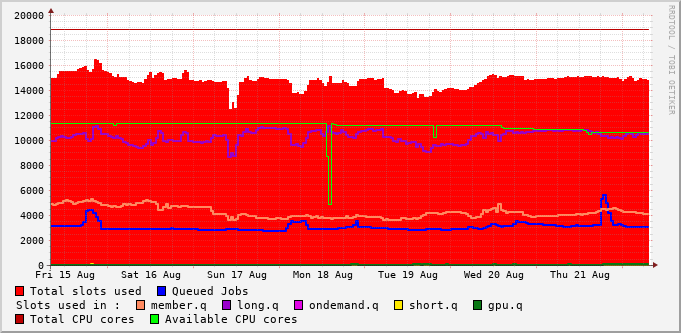 20000
18000
16000
14000
12000
10000
8000
6000
4000
2000
0
Fri 15 Aug Sat 16 Aug Sun 17 Aug Mon 18 Aug Tue 19 Aug Wed 20 Aug Thu 21 Aug
Total slots used Queued Jobs
Slots used in : member.q long.q ondemand.q short.q gpu.q
Total CPU cores Available CPU cores
RRDTOOL / TOBI OETIKER